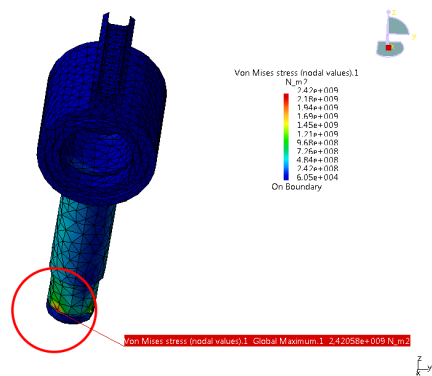 Von Mises stress (nodal values).1
N_m2
2.42e+009
2.18e+009
1.94e+009
1.69e+009
1.45e+009
1.21e+009
9.68e+008
7.26e+008
4.84e+008
2.42e+008
6.05e+004
On Boundary
Von Mises stress (nodal values).1 Global Maximum.1 2,42058e+009 N_m2
z
y
x